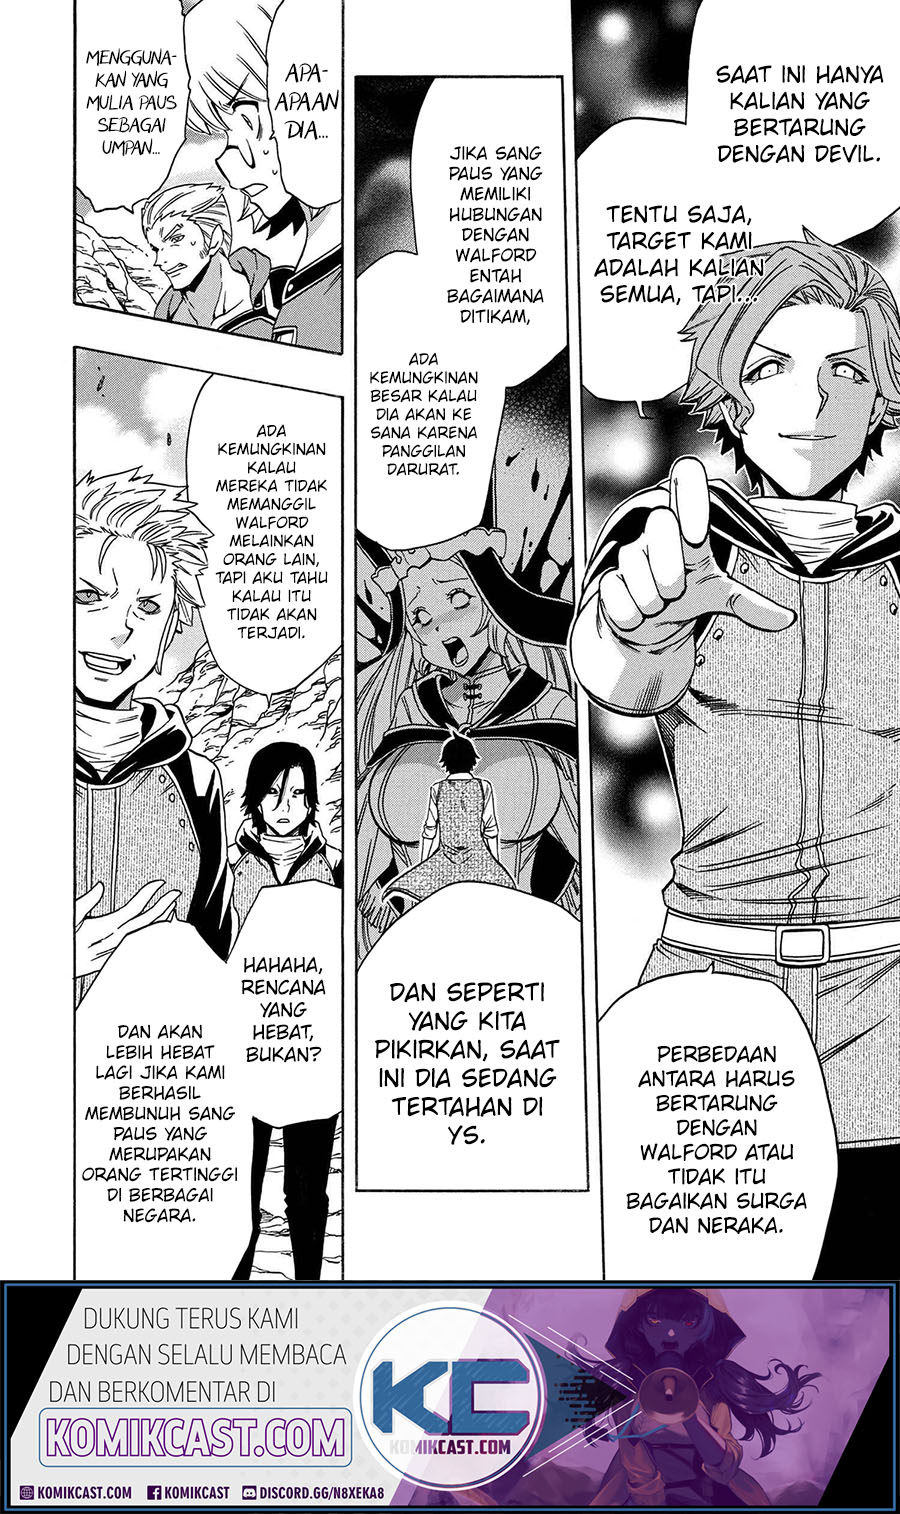 SAAT INI HANYA
KALIAN YANG
BERTARUNG
DENGAN DEVIL.
TENTU SAJA,
TARGET KAMI
ADALAH KALIAN
SEMUA, TAPI...
PERBEDAAN
ANTARA HARUS
BERTARUNG
DENGAN
WALFORD ATAU
TIDAK ITU
BAGAIKAN SURGA
DAN NERAKA.
JIKA SANG
PAUS YANG
MEMILIKI
HUBUNGAN
DENGAN
WALFORD
ENTAH
BAGAIMANA
DITIKAM,
ADA
KEMUNGKINAN
BESAR KALAU
DIA AKAN KE
SANA KARENA
PANGGILAN
DARURAT.
DAN SEPERTI
YANG KITA
PIKIRKAN, SAAT
INI DIA SEDANG
TERTAHAN DI
YS.
APA-
APAAN
DIA...
MENGGUNA-
KAN YANG
MULIA PAUS
SEBAGAI
UMPAN...
ADA
KEMUNGKINAN
KALAU
MEREKA TIDAK
MEMANGGIL
WALFORD
MELAINKAN
ORANG LAIN,
TAPI AKU TAHU
KALAU ITU
TIDAK AKAN
TERJADI.
HAHAHA,
RENCANA
YANG
HEBAT,
BUKAN?
DAN AKAN
LEBIH HEBAT
LAGI JIKA KAMI
BERHASIL
MEMBUNUH SANG
PAUS YANG
MERUPAKAN
ORANG TERTINGGI
DI BERBAGAI
NEGARA.
DUKUNG TERUS KAMI
DENGAN SELALU MEMBACA
DAN BERKOMENTAR DI
KOMIKCAST.COM
KC
KOMIKCAST.COM
KOMIKCAST.COM KOMIKCAST DISCORD.GG/N8XEKA8